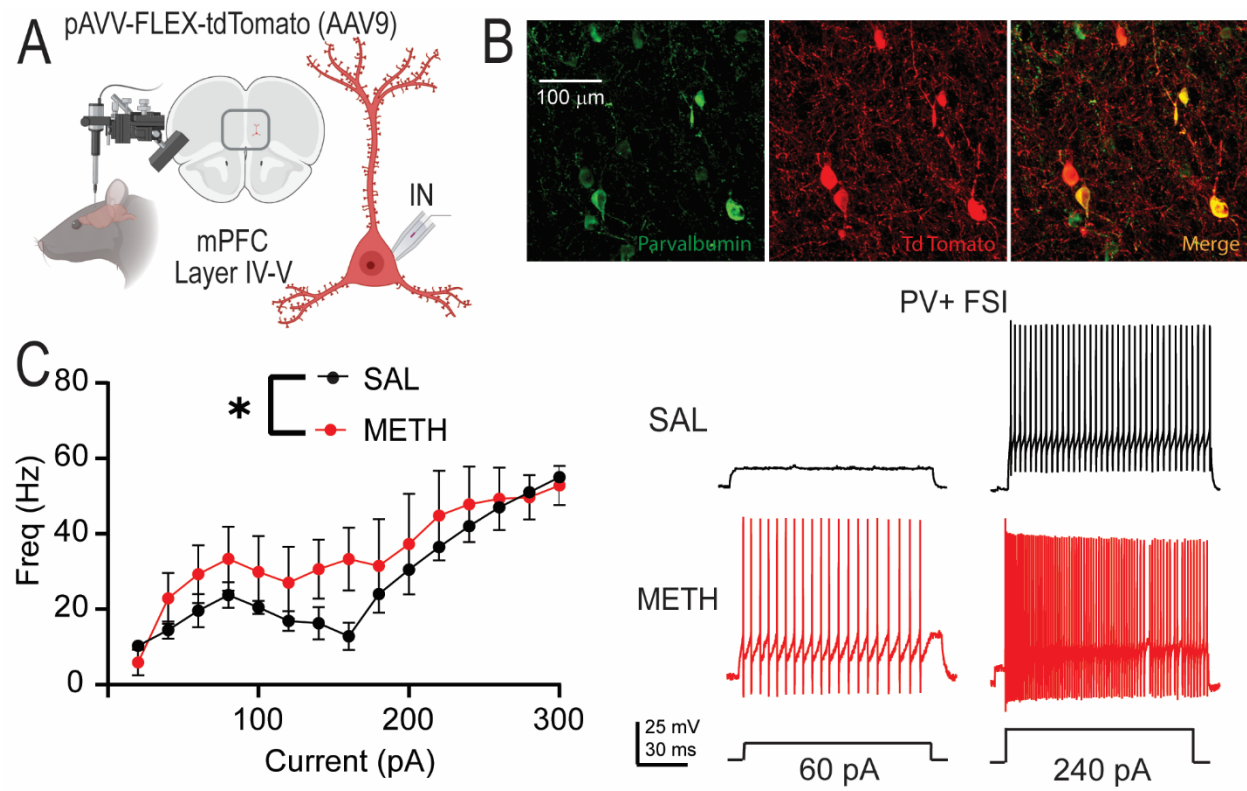 A
pAVV-FLEX-tdTomato (AAV9)
mPFC
Layer IV-V
IN
B
100 μm
Parvalbumin
Td Tomato
Merge
C
80
60
40
20
0
Freq (Hz)
100
200
300
Current (pA)
*
SAL
METH
PV+ FSI
SAL
METH
25 mV
30 ms
60 pA
240 pA